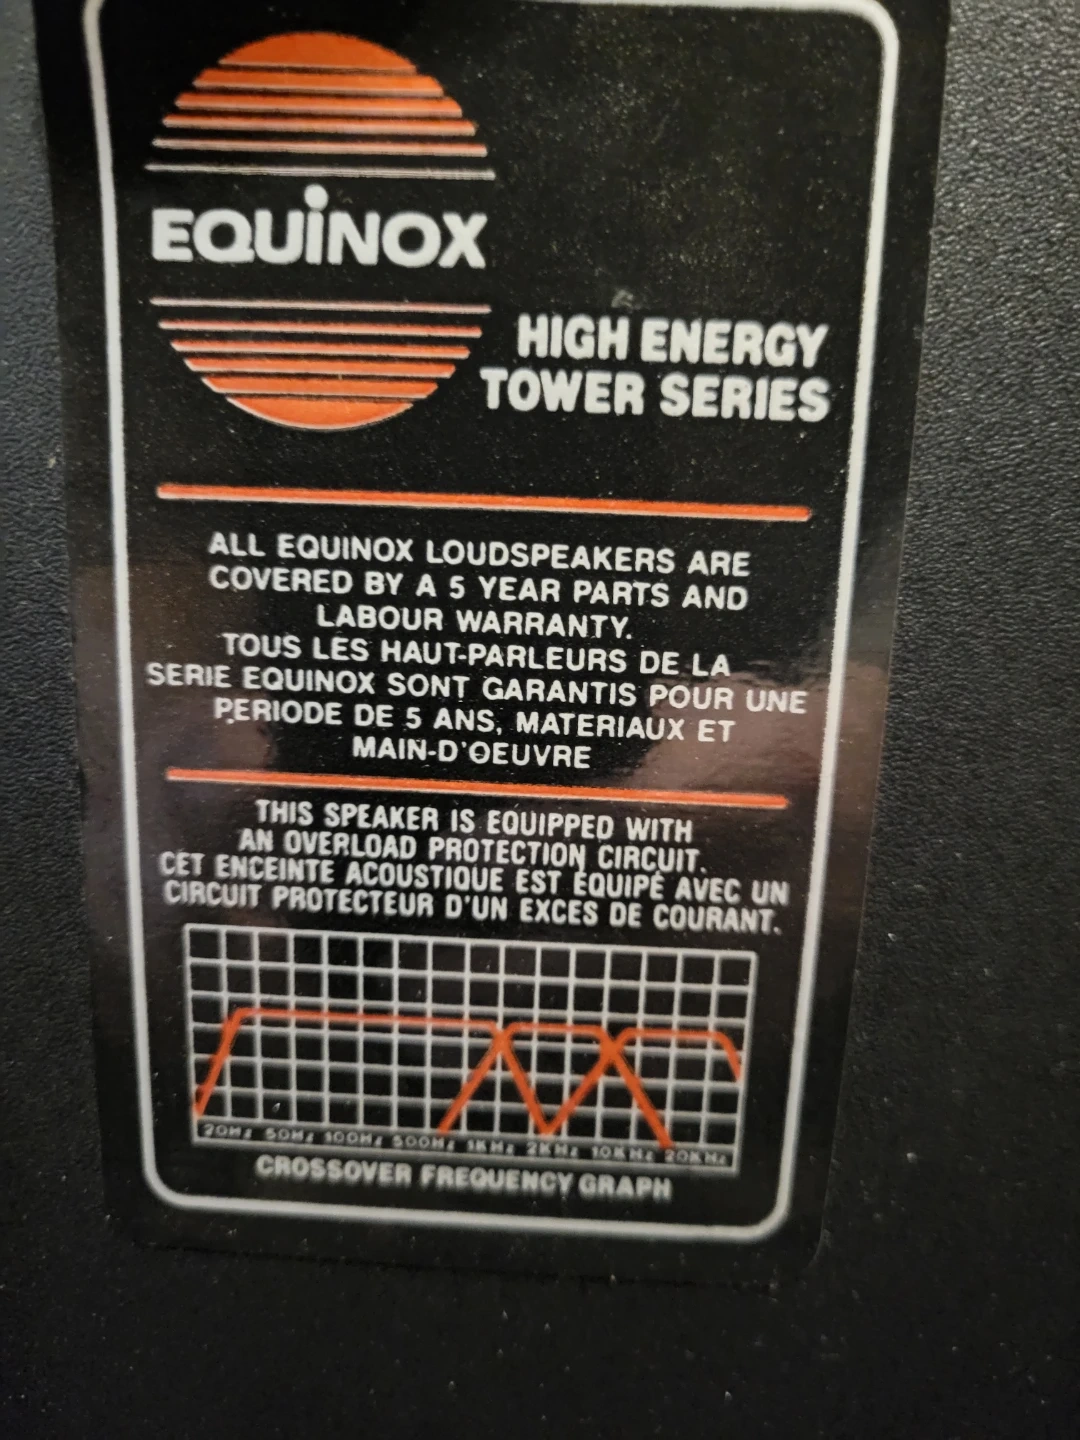 EQUINOX
HIGH ENERGY
TOWER SERIES
ALL EQUINOX LOUDSPEAKERS ARE
COVERED BY A 5 YEAR PARTS AND
LABOUR WARRANTY.
TOUS LES HAUT-PARLEURS DE LA
SERIE EQUINOX SONT GARANTIS POUR UNE
PERIODE DE 5 ANS, MATERIAUX ET
MAIN-D'OEUVRE
THIS SPEAKER IS EQUIPPED WITH
AN OVERLOAD PROTECTION CIRCUIT.
CET ENCEINTE ACOUSTIQUE EST ÉQUIPÉ AVEC UN
CIRCUIT PROTECTEUR D'UN EXCES DE COURANT.
20Hz 50Hz 100Hz 500Hz 1KHz 2KHz 10KHz 20KHz
CROSSOVER FREQUENCY GRAPH